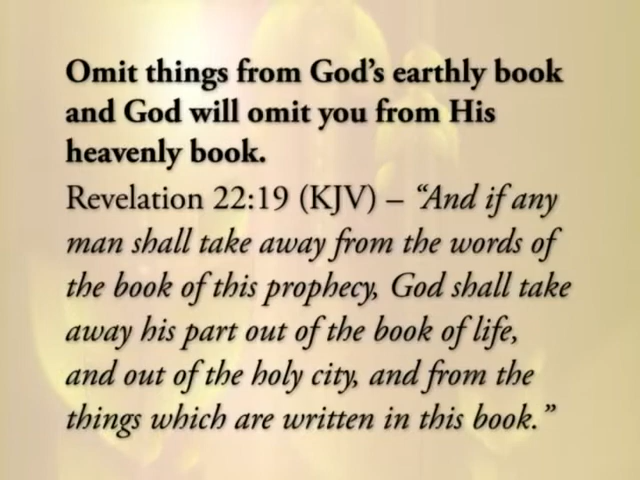 Omit things from God's earthly book
and God will omit you from His
heavenly book.
Revelation 22:19 (KJV) – “And if any
man shall take away from the words of
the book of this prophecy, God shall take
away his part out of the book of life,
and out of the holy city, and from the
things which are written in this book.”